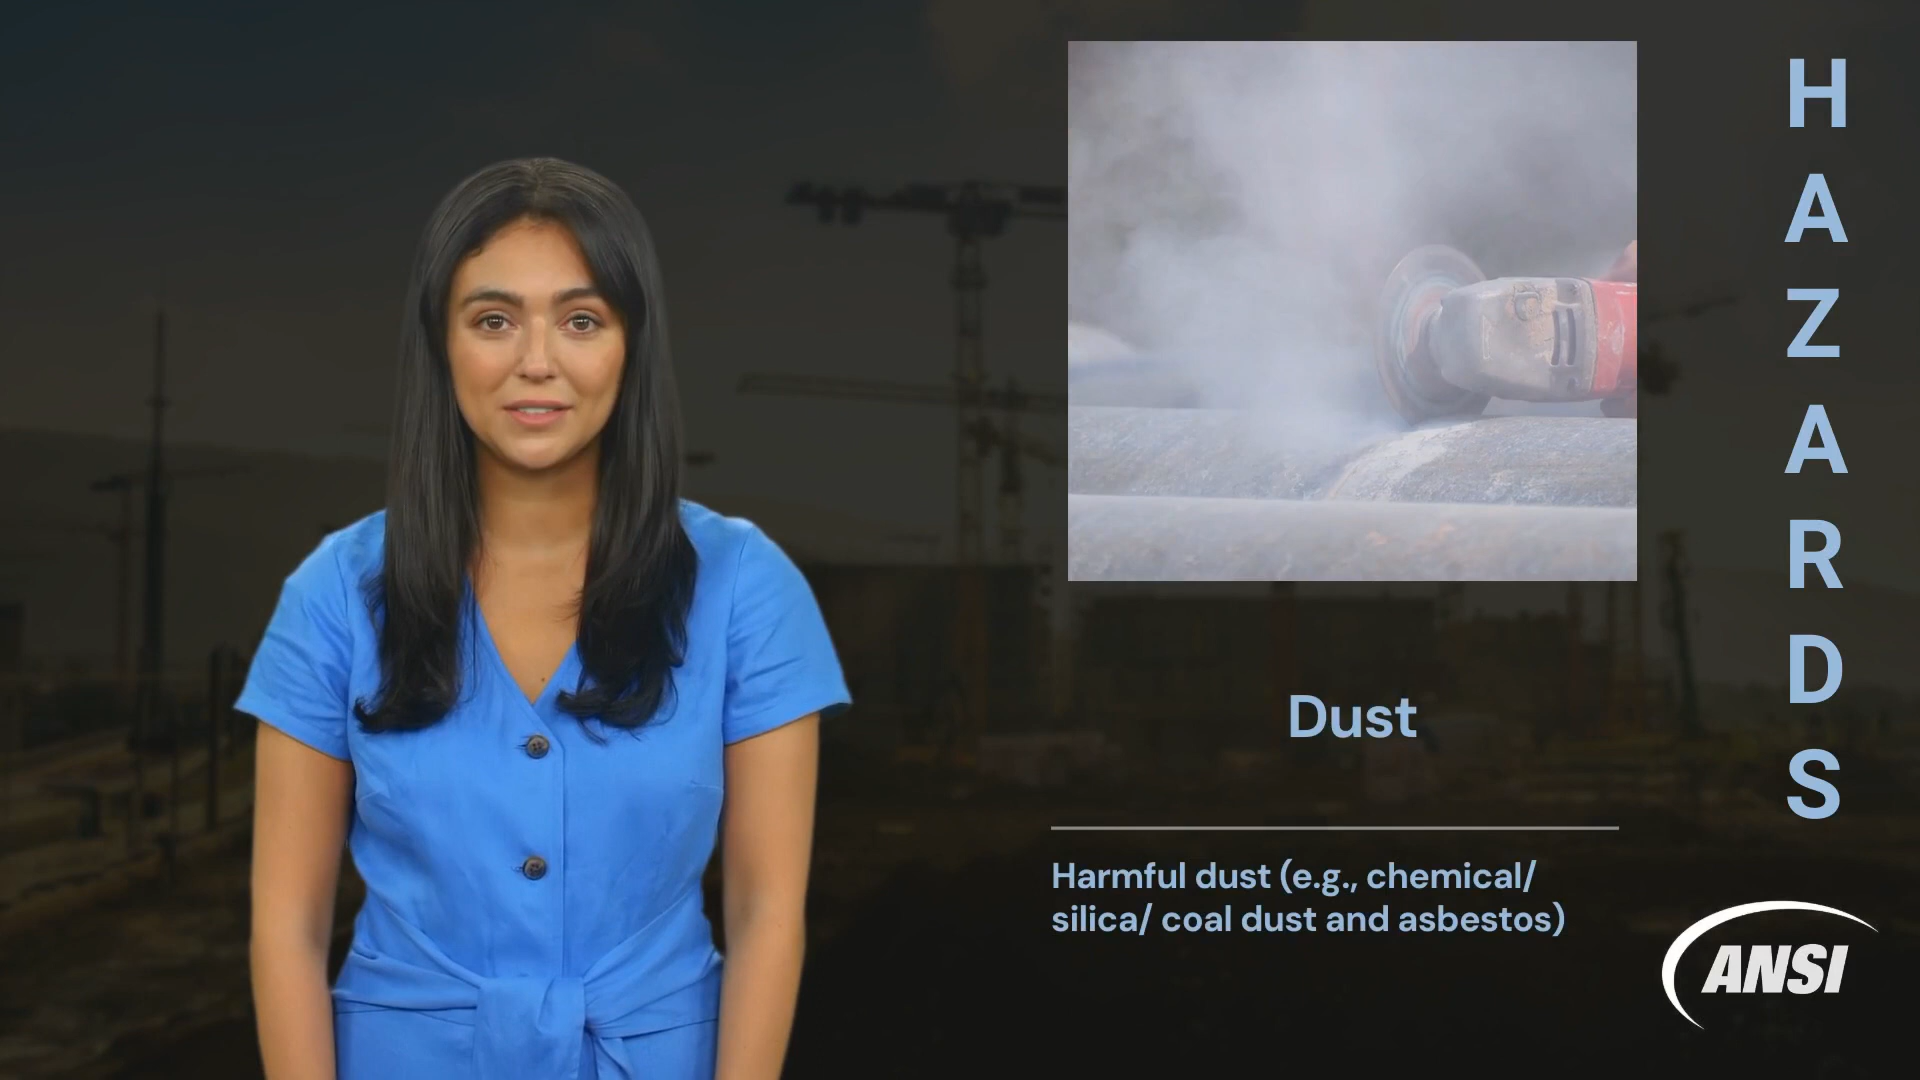 HAZARDS
Dust
Harmful dust (e.g., chemical/
silica/ coal dust and asbestos)
ANSI